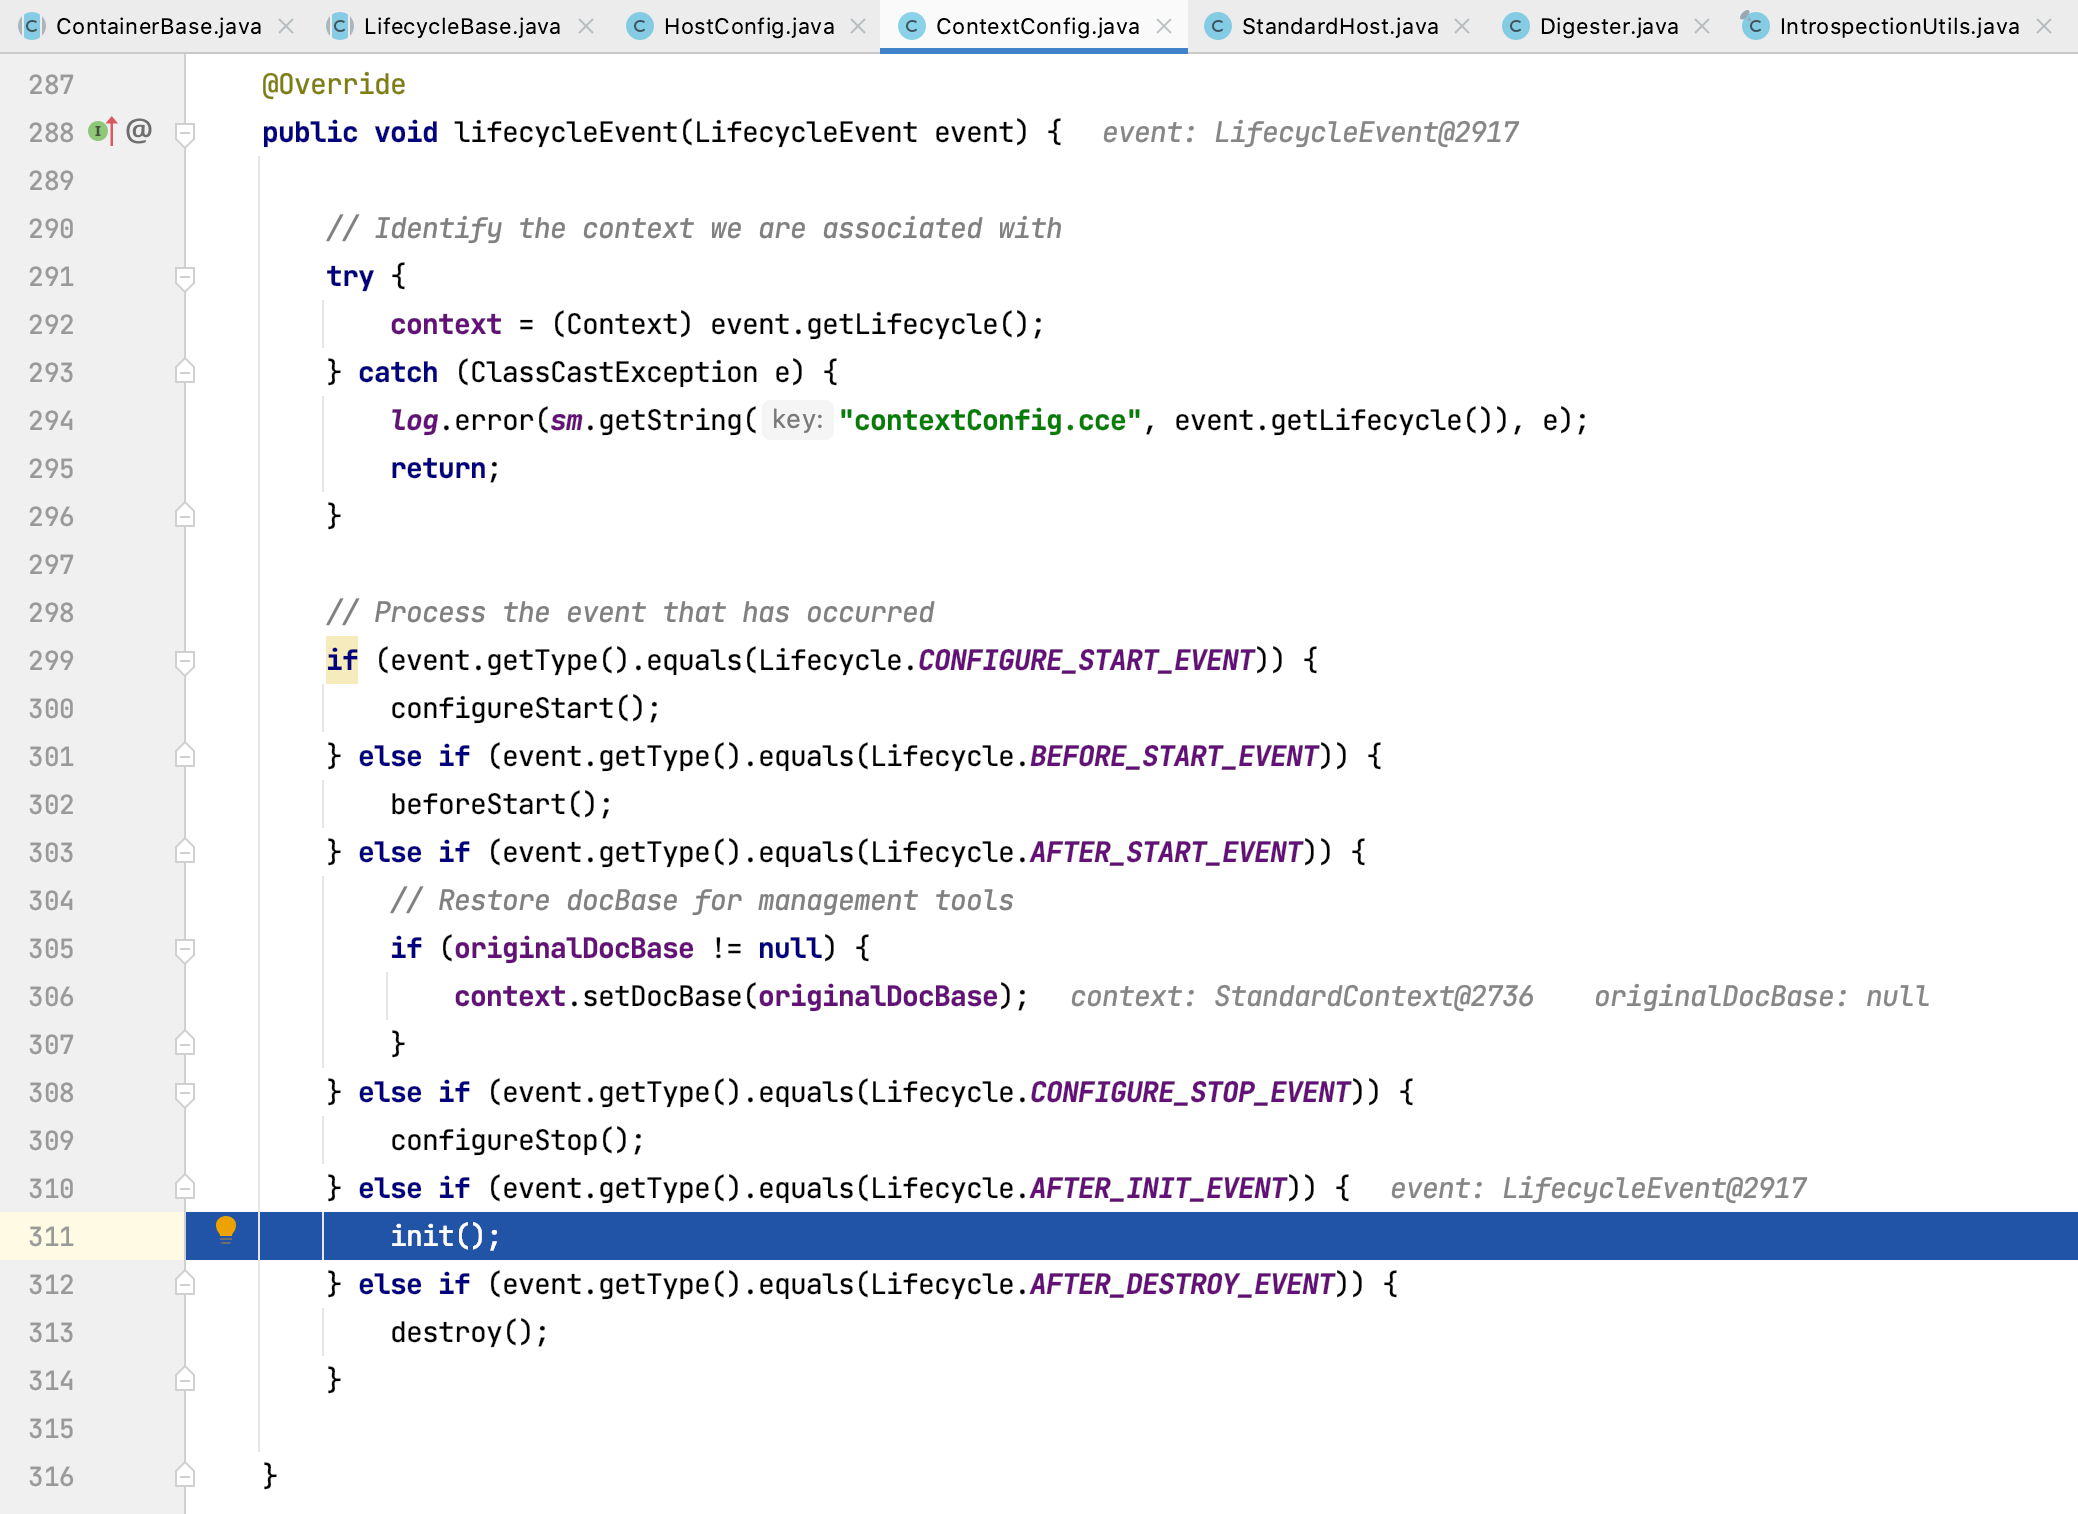 ContainerBase.java LifecycleBase.java HostConfig.java ContextConfig.java StandardHost.java Digester.java IntrospectionUtils.java
287 @Override
288 public void lifecycleEvent(LifecycleEvent event) { event: LifecycleEvent@2917
289
290 // Identify the context we are associated with
291 try {
292 context = (Context) event.getLifecycle();
293 } catch (ClassCastException e) {
294 log.error(sm.getString( key: "contextConfig.cce", event.getLifecycle()), e);
295 return;
296 }
297
298 // Process the event that has occurred
299 if (event.getType().equals(Lifecycle.CONFIGURE_START_EVENT)) {
300 configureStart();
301 } else if (event.getType().equals(Lifecycle.BEFORE_START_EVENT)) {
302 beforeStart();
303 } else if (event.getType().equals(Lifecycle.AFTER_START_EVENT)) {
304 // Restore docBase for management tools
305 if (originalDocBase != null) {
306 context.setDocBase(originalDocBase); context: StandardContext@2736 originalDocBase: null
307 }
308 } else if (event.getType().equals(Lifecycle.CONFIGURE_STOP_EVENT)) {
309 configureStop();
310 } else if (event.getType().equals(Lifecycle.AFTER_INIT_EVENT)) { event: LifecycleEvent@2917
311 init();
312 } else if (event.getType().equals(Lifecycle.AFTER_DESTROY_EVENT)) {
313 destroy();
314 }
315
316 }